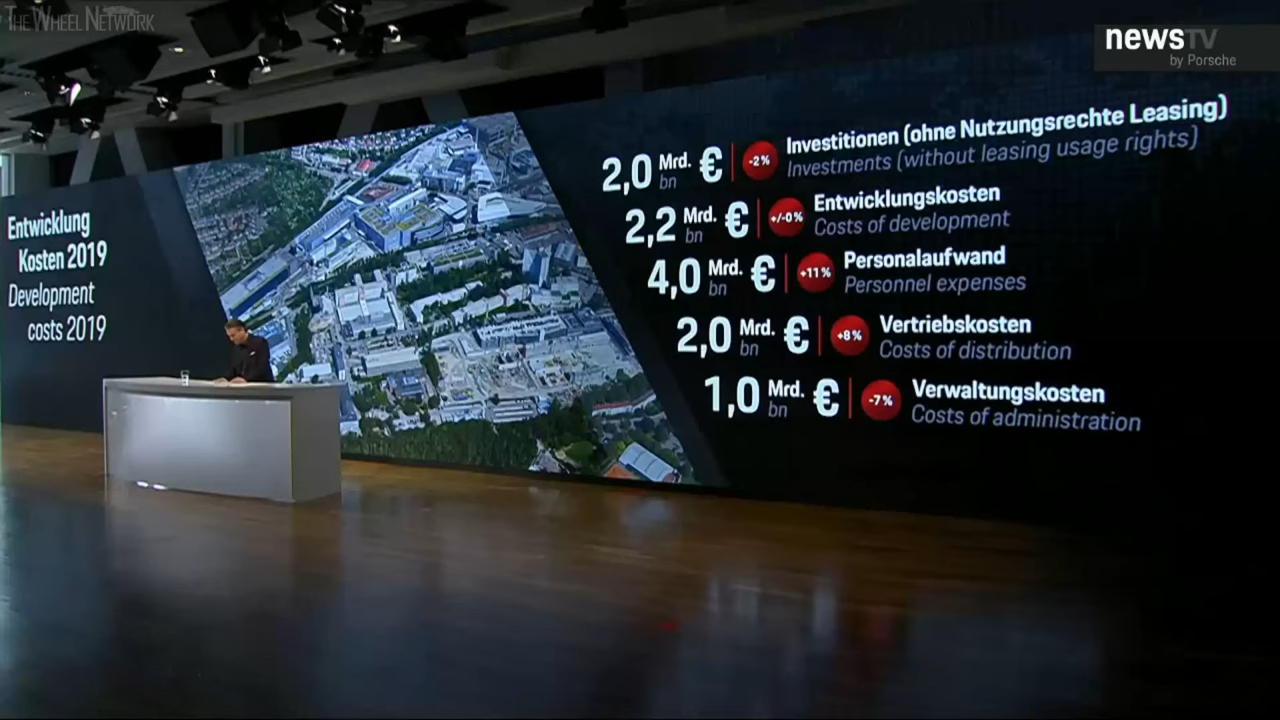 THE WHEEL NETWORK
newsTV
by Porsche
Entwicklung
Kosten 2019
Development
costs 2019
2,0 Mrd. bn € -2% Investitionen (ohne Nutzungsrechte Leasing)
Investments (without leasing usage rights)
2,2 Mrd. bn € +/-0% Entwicklungskosten
Costs of development
4,0 Mrd. bn € +11% Personalaufwand
Personnel expenses
2,0 Mrd. bn € +8% Vertriebskosten
Costs of distribution
1,0 Mrd. bn € -7% Verwaltungskosten
Costs of administration